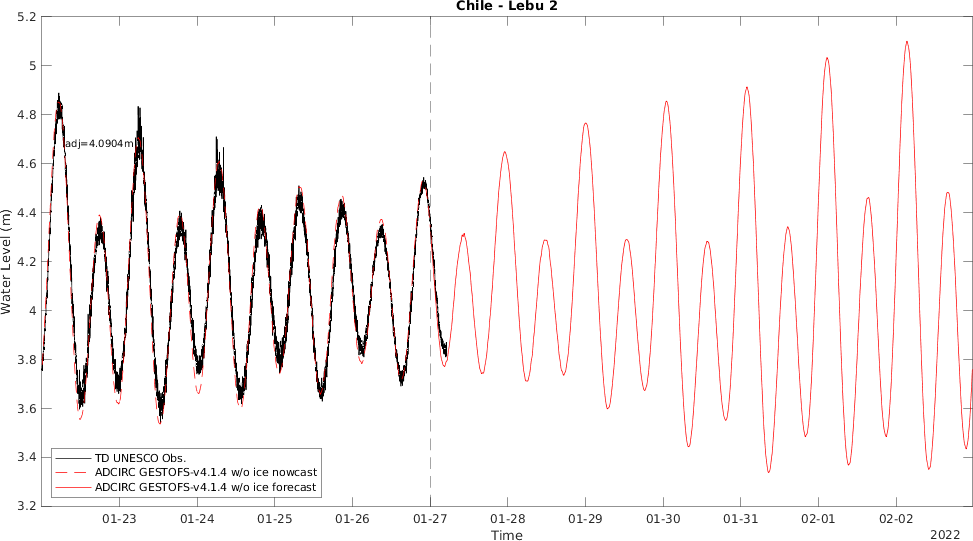 Chile - Lebu 2
5.2
5
4.8
4.6
4.4
4.2
4
3.8
3.6
3.4
3.2
Water Level (m)
adj=4.0904m
TD UNESCO Obs.
ADCIRC GESTOFS-v4.1.4 w/o ice nowcast
ADCIRC GESTOFS-v4.1.4 w/o ice forecast
01-23 01-24 01-25 01-26 01-27 01-28 01-29 01-30 01-31 02-01 02-02
Time
2022